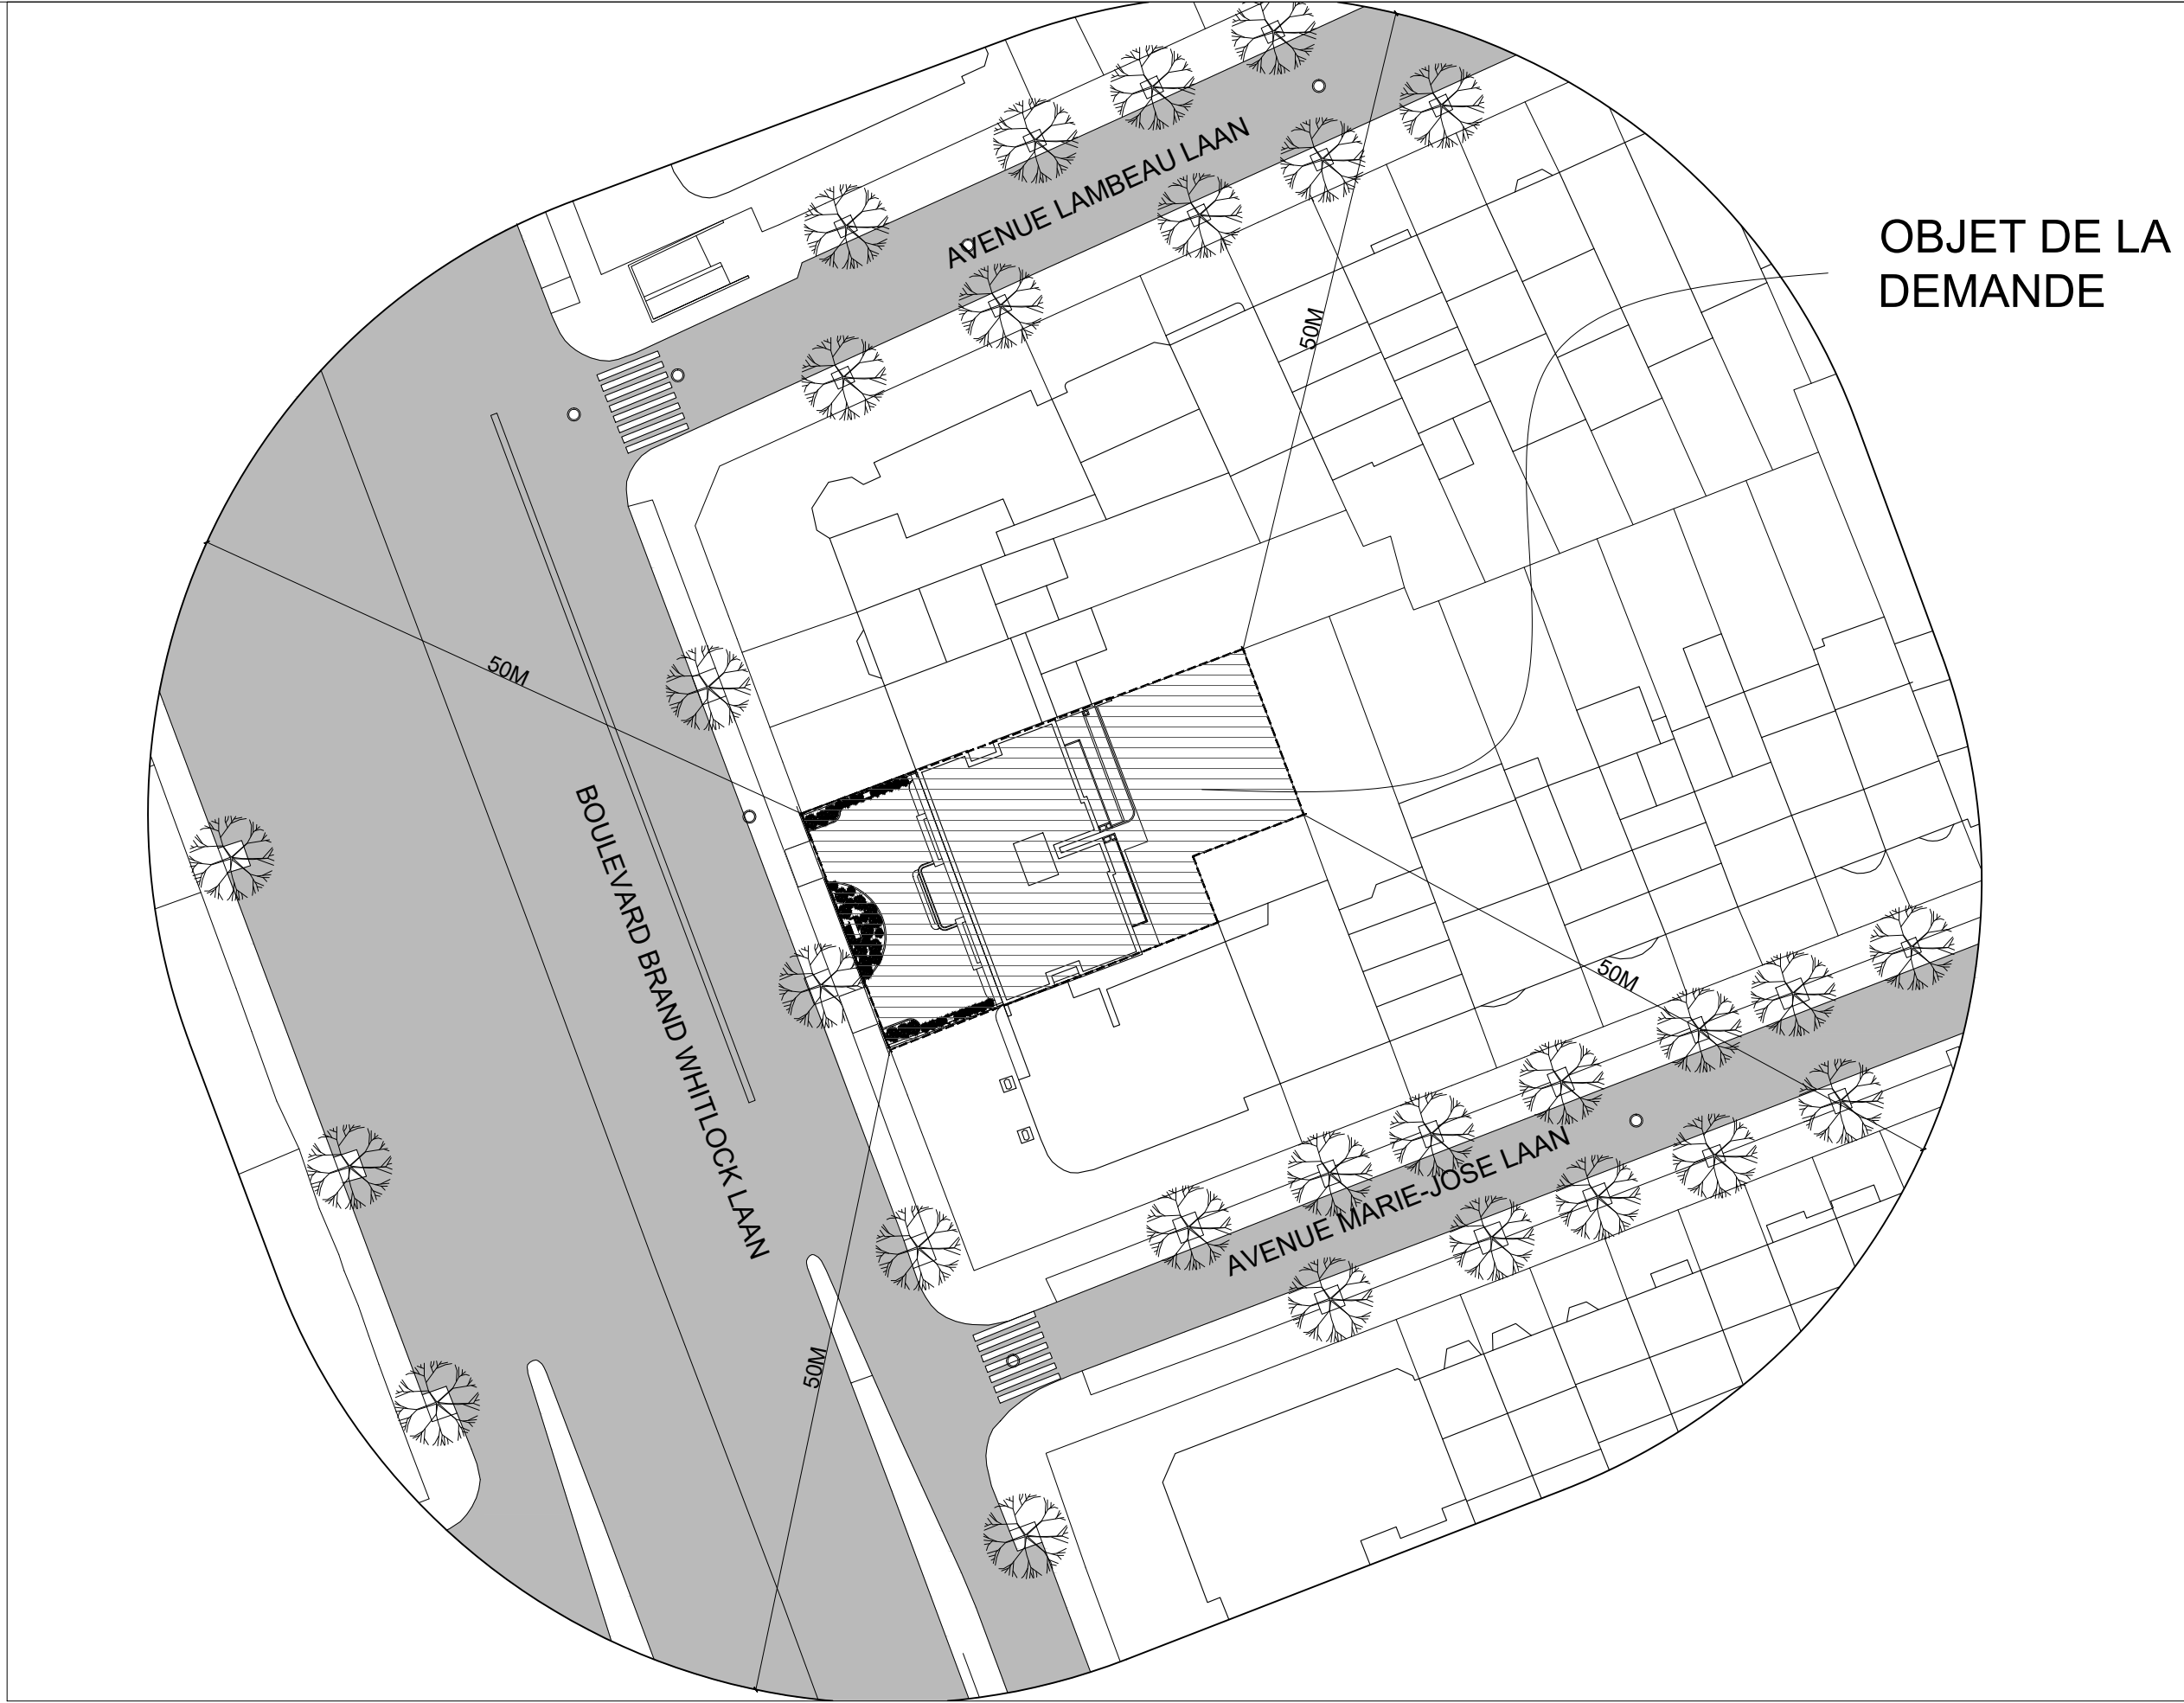 AVENUE LAMBEAU LAAN
OBJET DE LA
DEMANDE
50M
50M
BOULEVARD BRAND WHITLOCK LAAN
50M
AVENUE MARIE-JOSE LAAN
50M